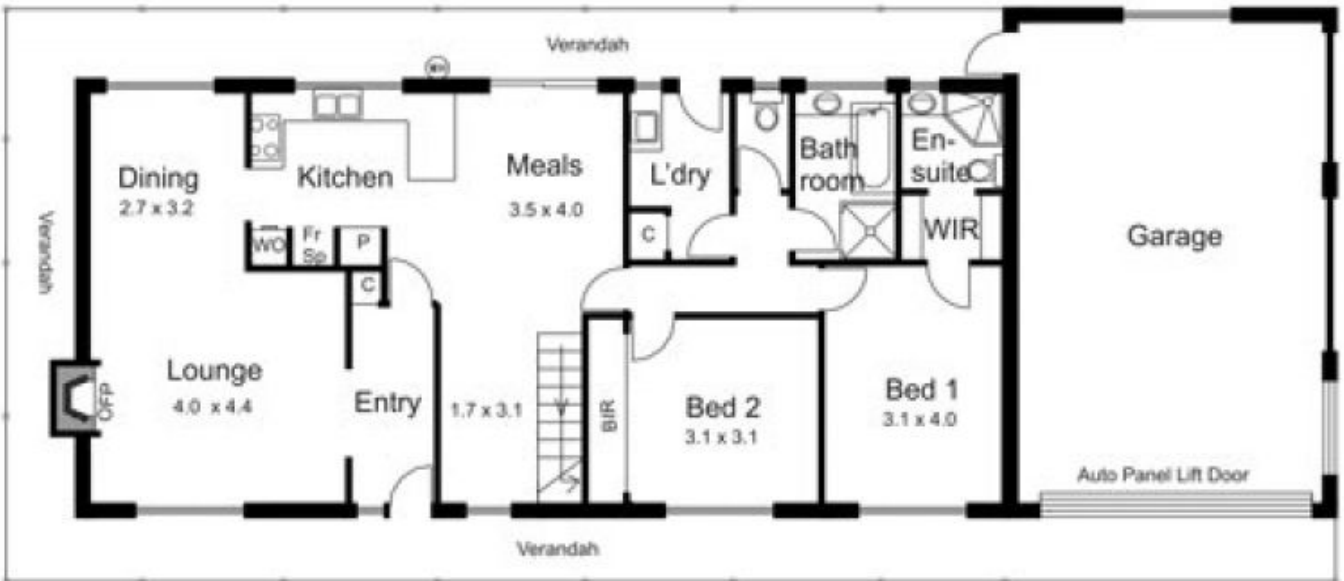 Verandah
Dining
2.7 x 3.2
Kitchen
Meals
3.5 x 4.0
L'dry
Bath
room
En-
suite
WIR
Garage
WO
Fr
Sp
P
C
C
Verandah
Lounge
4.0 x 4.4
OFP
Entry
1.7 x 3.1
BIR
Bed 2
3.1 x 3.1
Bed 1
3.1 x 4.0
Auto Panel Lift Door
Verandah